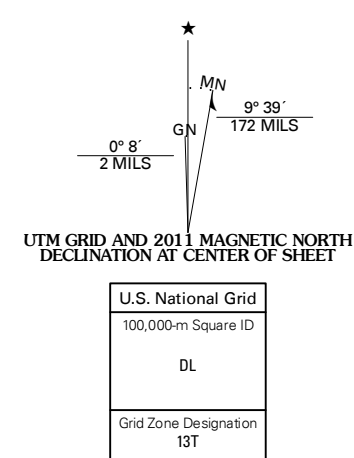 ★
MN
9° 39´
172 MILS
GN
0° 8´
2 MILS
UTM GRID AND 2011 MAGNETIC NORTH
DECLINATION AT CENTER OF SHEET
U.S. National Grid
100,000-m Square ID
DL
Grid Zone Designation
13T